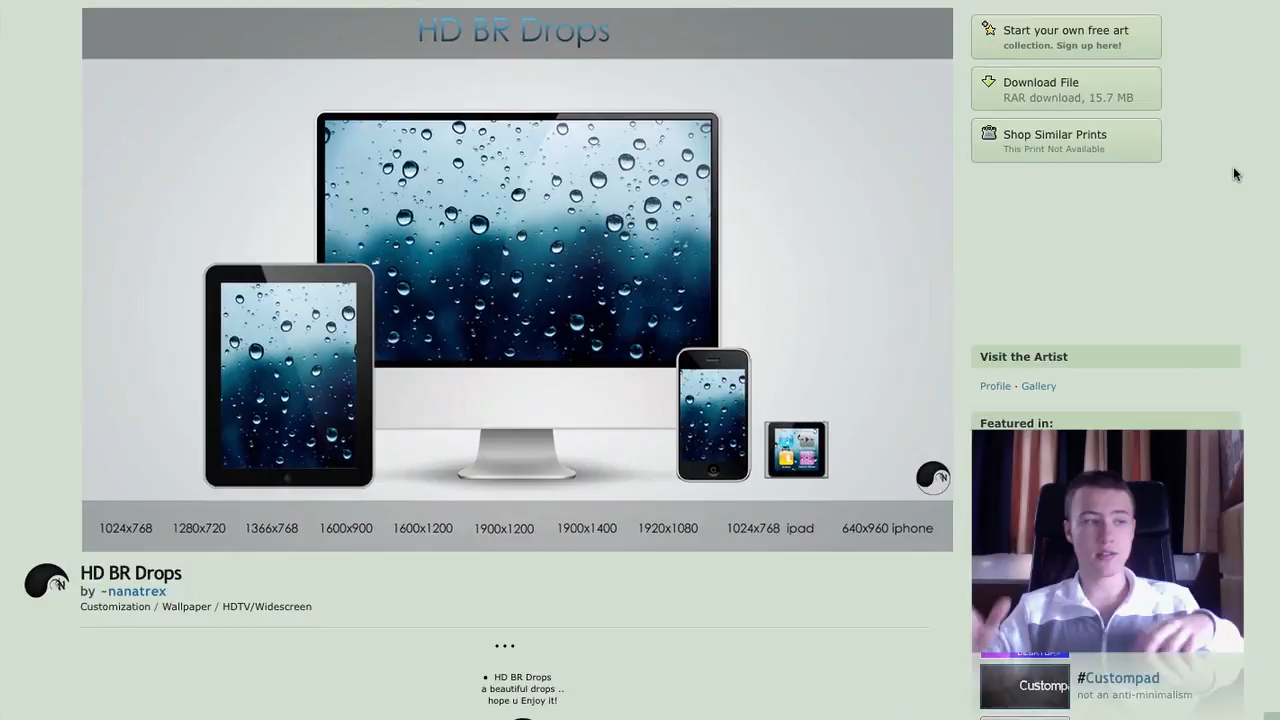 HD BR Drops
Start your own free art
collection. Sign up here!
Download File
RAR download, 15.7 MB
Shop Similar Prints
This Print Not Available
Visit the Artist
Profile · Gallery
Featured in:
1024x768 1280x720 1366x768 1600x900 1600x1200 1900x1200 1900x1400 1920x1080 1024x768 ipad 640x960 iphone
HD BR Drops
by ~nanatrex
Customization / Wallpaper / HDTV/Widescreen
• • •
• HD BR Drops
a beautiful drops ..
hope u Enjoy it!
#Custompad
not an anti-minimalism